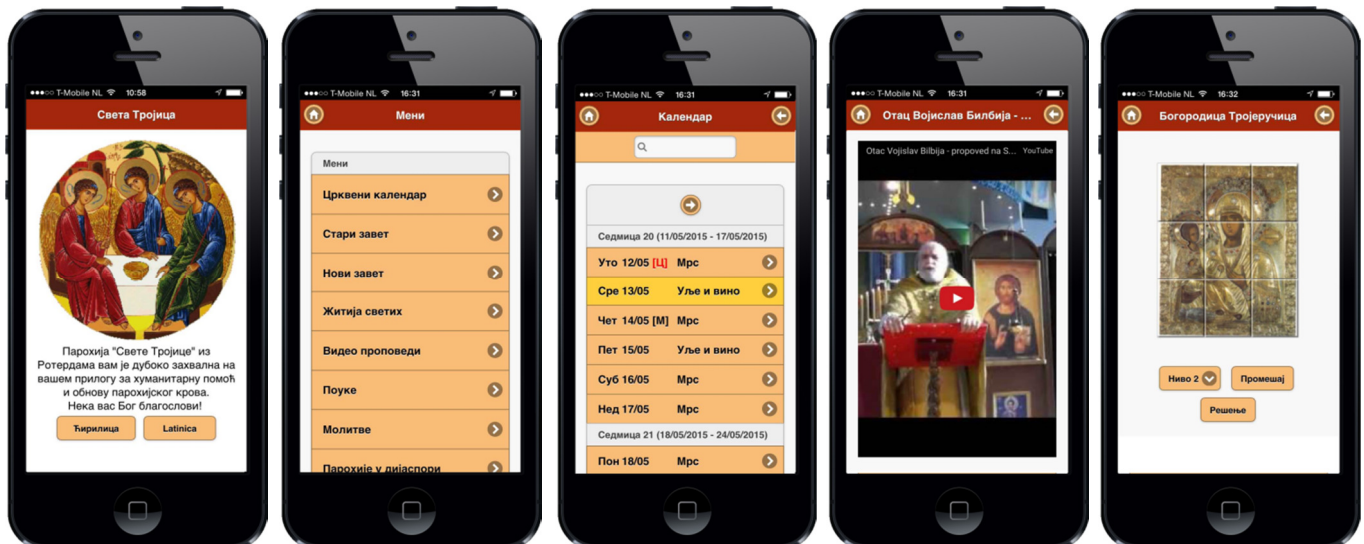 T-Mobile NL 10:58
Света Тројица
Парохија "Свете Тројице" из
Ротердама вам је дубоко захвална на
вашем прилогу за хуманитарну помоћ
и обнову парохијског крова.
Нека вас Бог благослови!
Ћирилица Latinica
T-Mobile NL 16:31
Мени
Мени
Црквени календар
Стари завет
Нови завет
Житија светих
Видео проповеди
Поуке
Молитве
Парохије у дијаспори
T-Mobile NL 16:31
Календар
Седмица 20 (11/05/2015 - 17/05/2015)
Уто 12/05 [Ц] Мрс
Сре 13/05 Уље и вино
Чет 14/05 [М] Мрс
Пет 15/05 Уље и вино
Суб 16/05 Мрс
Нед 17/05 Мрс
Седмица 21 (18/05/2015 - 24/05/2015)
Пон 18/05 Мрс
T-Mobile NL 16:31
Отац Војислав Билбија - ...
Otac Vojislav Bilbija - propoved na S... YouTube
T-Mobile NL 16:32
Богородица Тројеручица
Ниво 2 Промешај
Решење